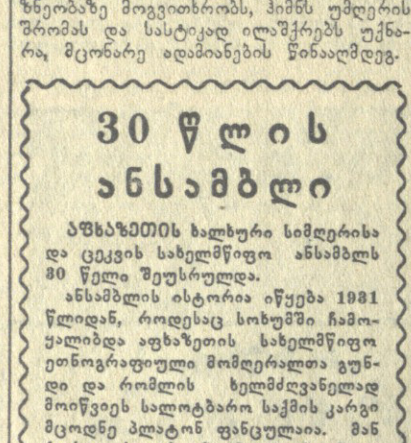 ზნეობაზე მოგვითხრობს, ჰიმნს უმღერის
შრომას და სასტიკად ილაშქრებს უქნა-
რა, მცონარე ადამიანების წინააღმდეგ.
30 წლის
ანსამბლი
აფხაზეთის ხალხური სიმღერისა
და ცეკვის სახელმწიფო ანსამბლს
30 წელი შეუსრულდა.
ანსამბლის ისტორია იწყება 1931
წლიდან, როდესაც სოხუმში ჩამო-
ყალიბდა აფხაზეთის სახელმწიფო
ეთნოგრაფიული მომღერალთა გუნ-
დი და რომლის ხელმძღვანელად
მოიწვიეს სალოტბარო საქმის კარგი
მცოდნე პლატონ ფანცულაია. მან